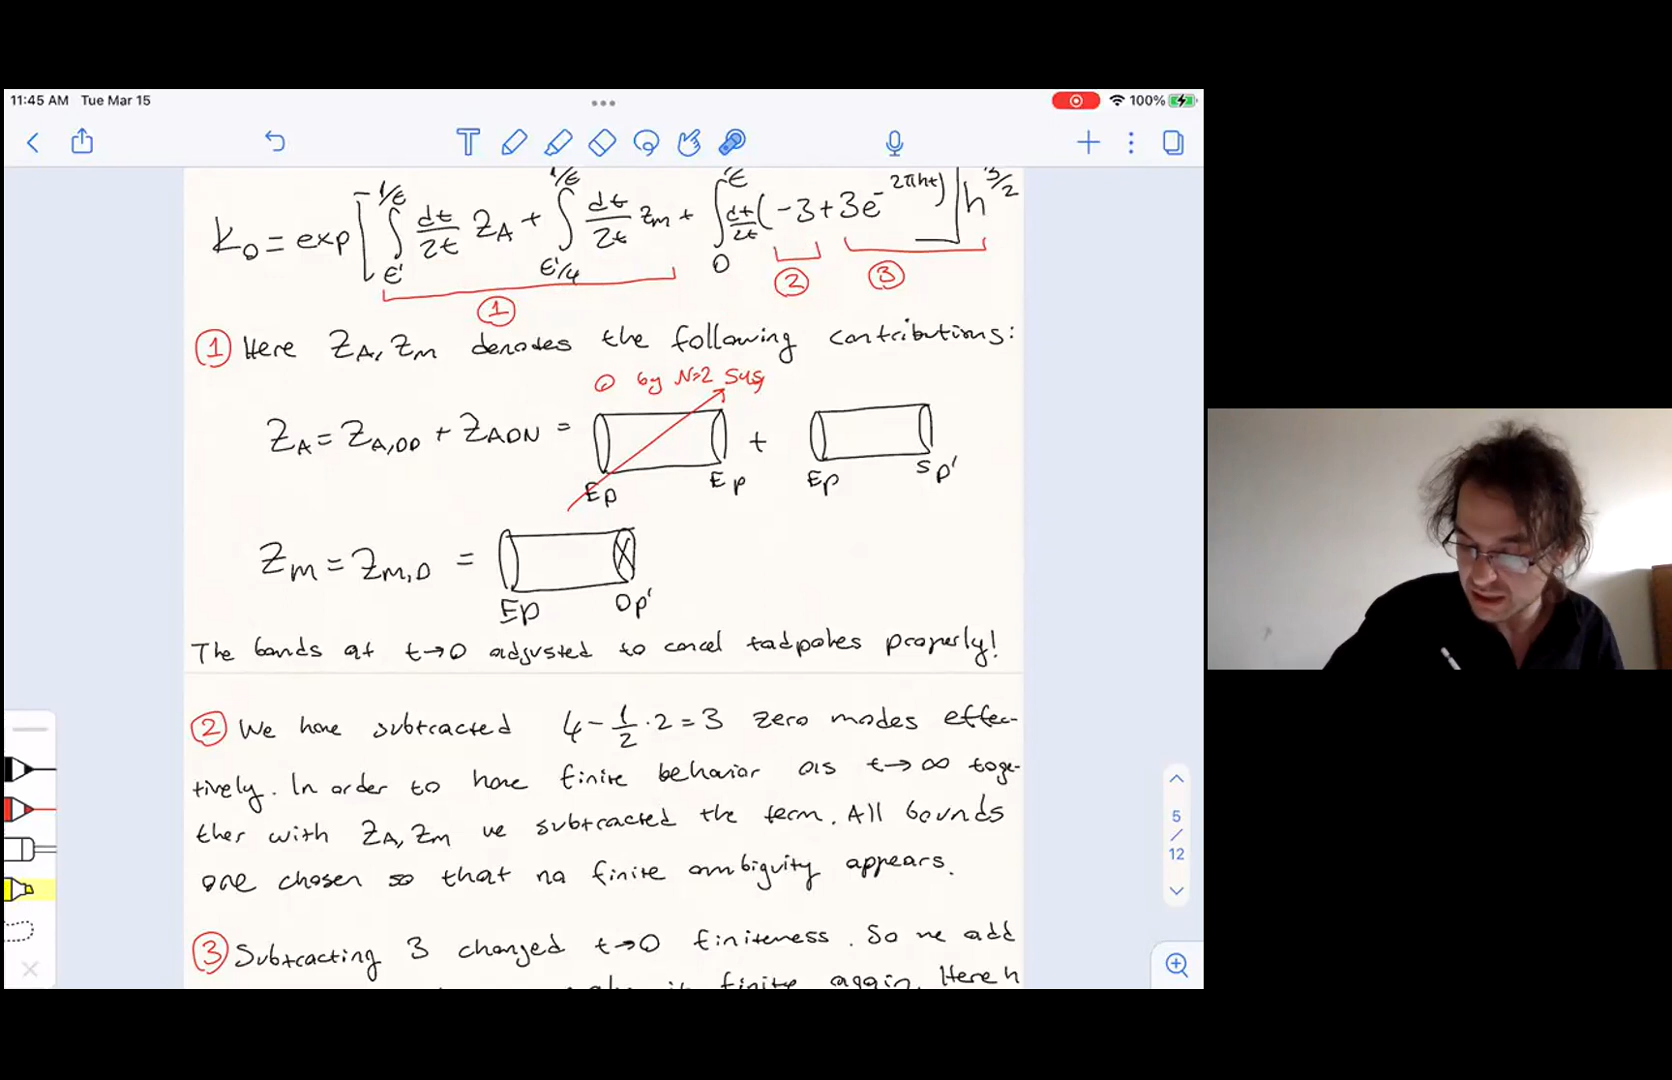 11:45 AM Tue Mar 15
100%
K₀ = exp[ ∫_{ε'}^{1/ε} dt/2t Z_A + ∫_{ε'/4}^{1/ε} dt/2t Z_M + ∫_0^{1/ε} dt/2t (-3 + 3e^{-2πht}) ] h^{3/2}
① ② ③
① Here Z_A, Z_M denotes the following contributions:
0 by N=2 SUSY
Z_A = Z_{A,DD} + Z_{ADN} = +
Ep Ep Ep Sp'
Z_M = Z_{M,D} =
Ep Op'
The bands at t→0 adjusted to cancel tadpoles properly!
② We have subtracted 4 - 1/2 · 2 = 3 zero modes effec-
tively. In order to have finite behavior as t→∞ toge-
ther with Z_A, Z_M we subtracted the term. All bounds
are chosen so that no finite ambiguity appears.
③ Subtracting 3 changed t→0 finiteness. So we add
finite again. Here h
5
/
12